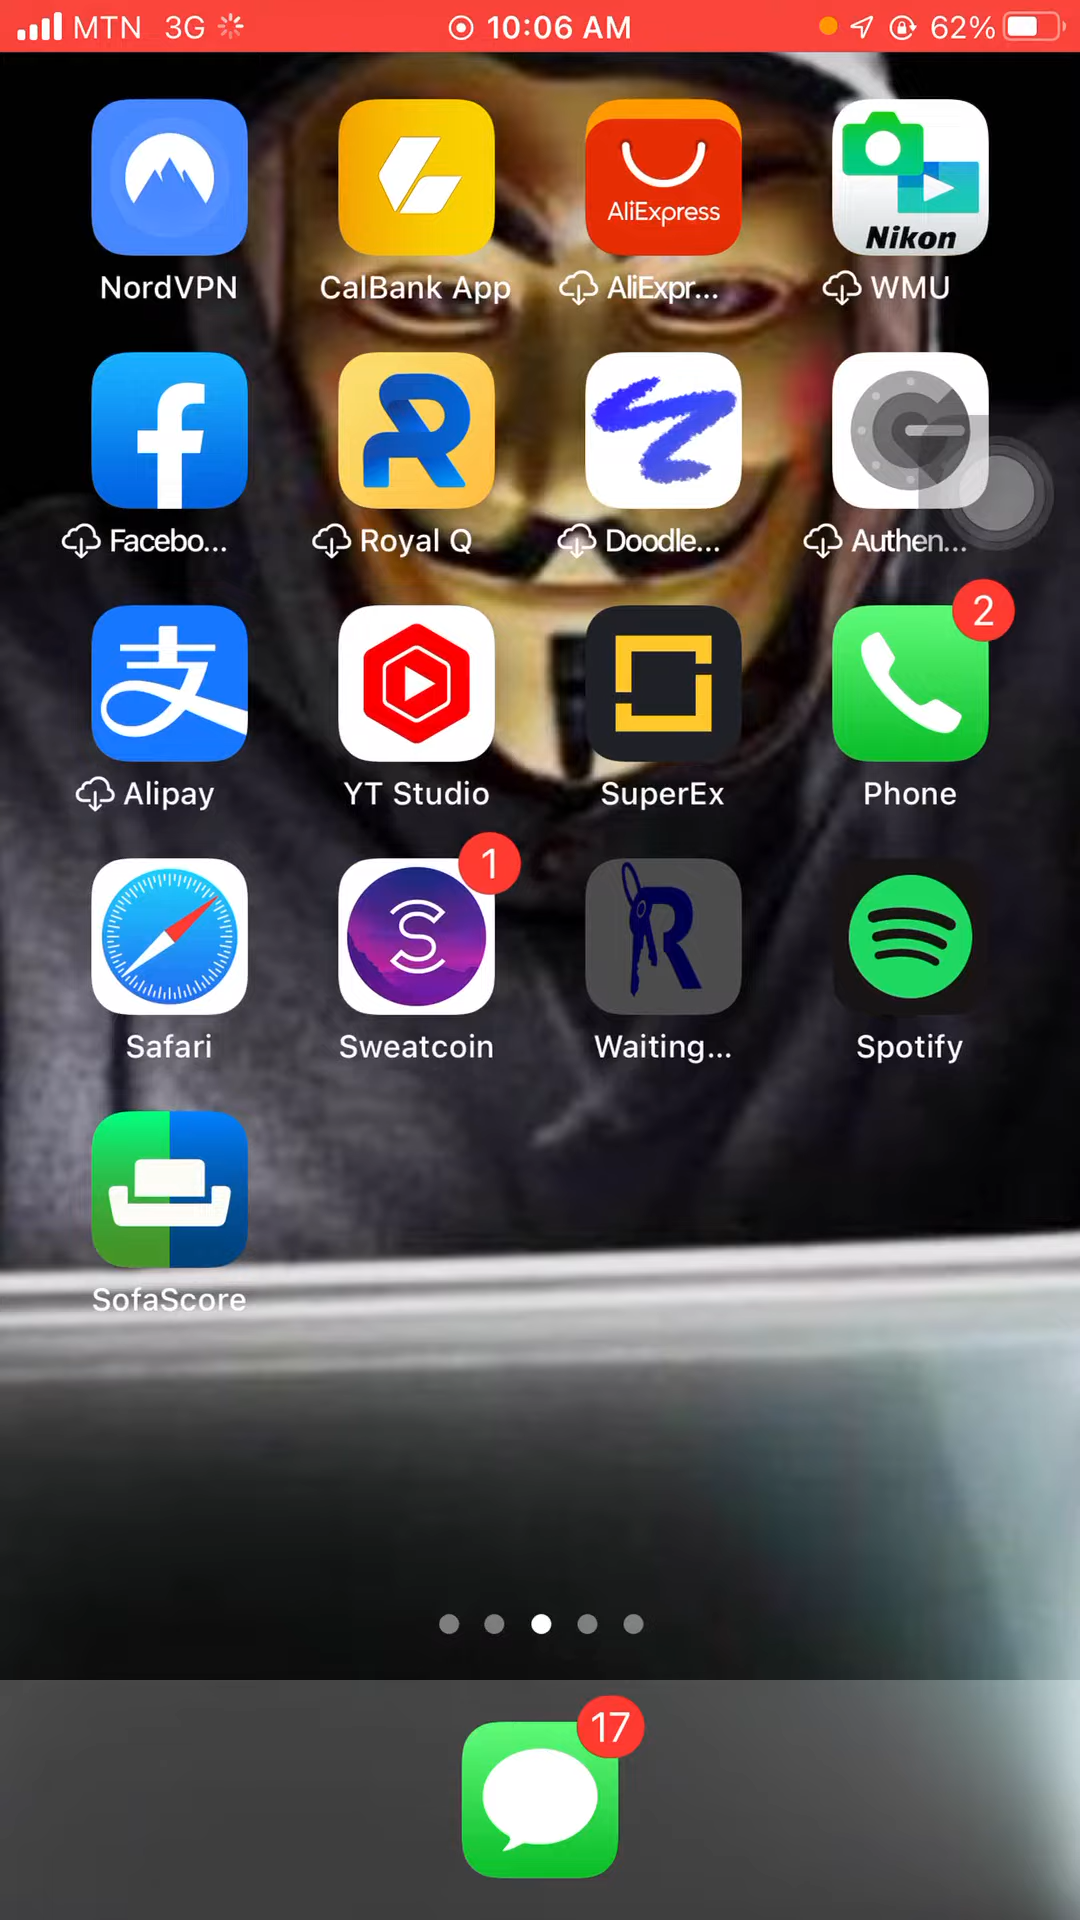 MTN 3G 10:06 AM 62%
AliExpress
Nikon
NordVPN CalBank App AliExpr... WMU
Facebo... Royal Q Doodle... Authen...
2
Alipay YT Studio SuperEx Phone
1
Safari Sweatcoin Waiting... Spotify
SofaScore
17